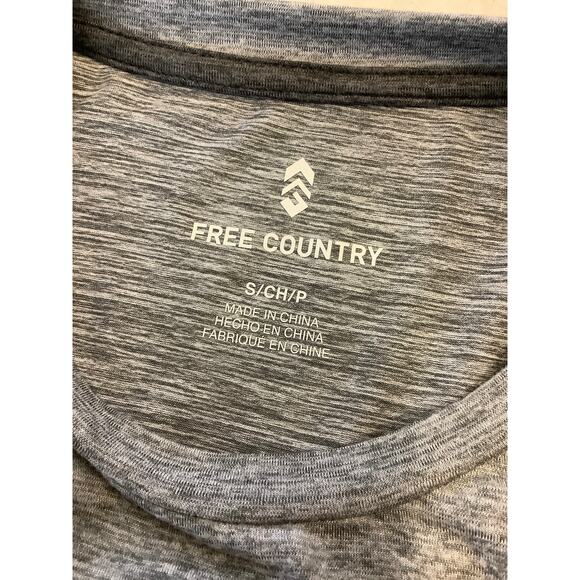 FREE COUNTRY
S/CH/P
MADE IN CHINA
HECHO EN CHINA
FABRIQUÉ EN CHINE